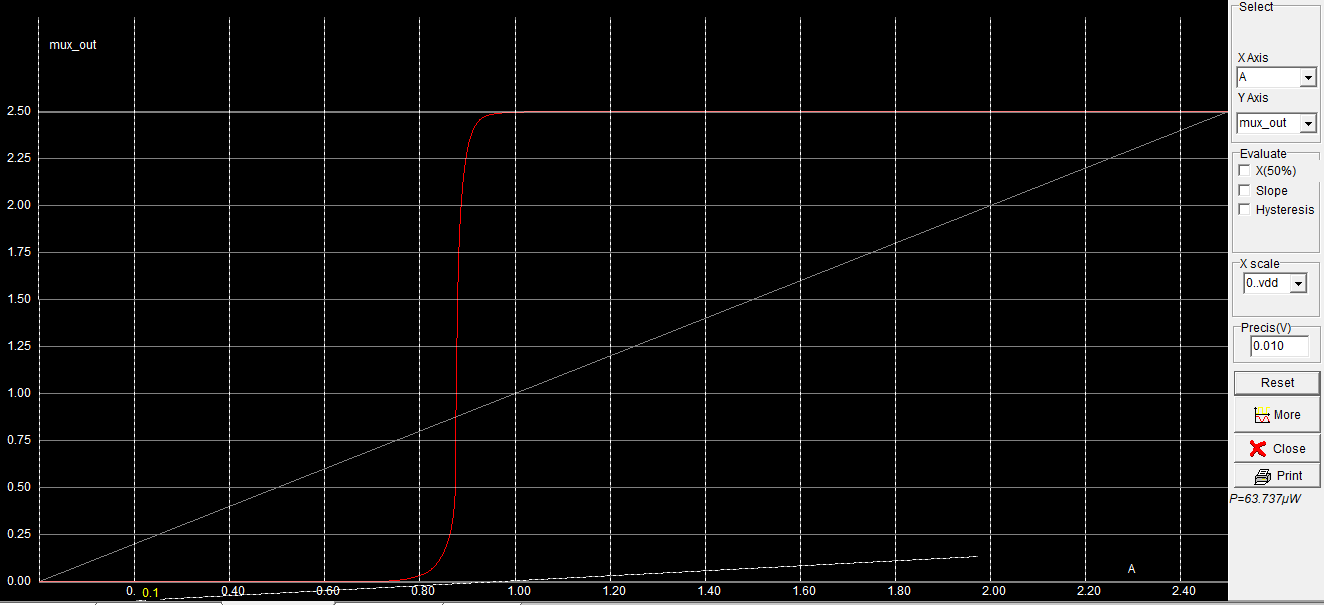 mux_out
2.50
2.25
2.00
1.75
1.50
1.25
1.00
0.75
0.50
0.25
0.00
0. 0.1 0.40 0.60 0.80 1.00 1.20 1.40 1.60 1.80 2.00 2.20 2.40
A
Select
X Axis
A
Y Axis
mux_out
Evaluate
X(50%)
Slope
Hysteresis
X scale
0..vdd
Precis(V)
0.010
Reset
More
Close
Print
P=63.737µW